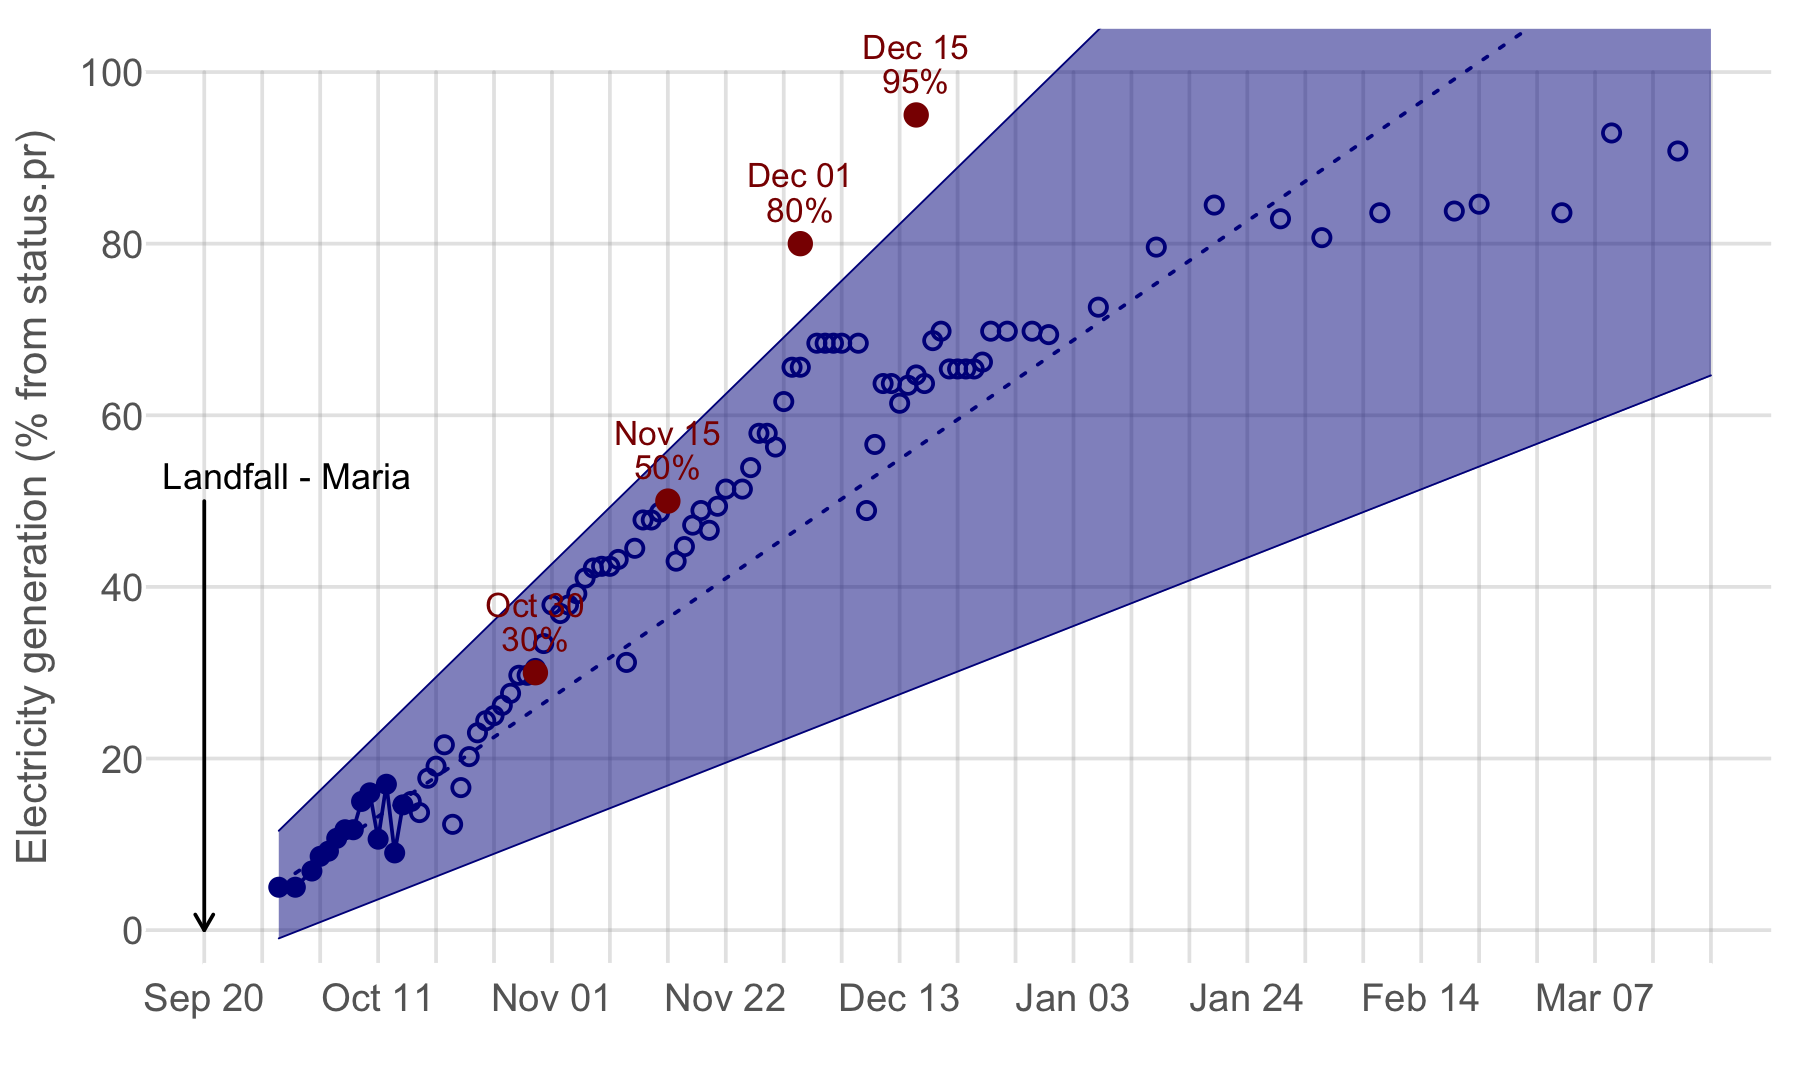 Electricity generation (% from status.pr)
100
80
60
40
20
0
Dec 15
95%
Dec 01
80%
Nov 15
50%
Oct 30
30%
Landfall - Maria
Sep 20
Oct 11
Nov 01
Nov 22
Dec 13
Jan 03
Jan 24
Feb 14
Mar 07